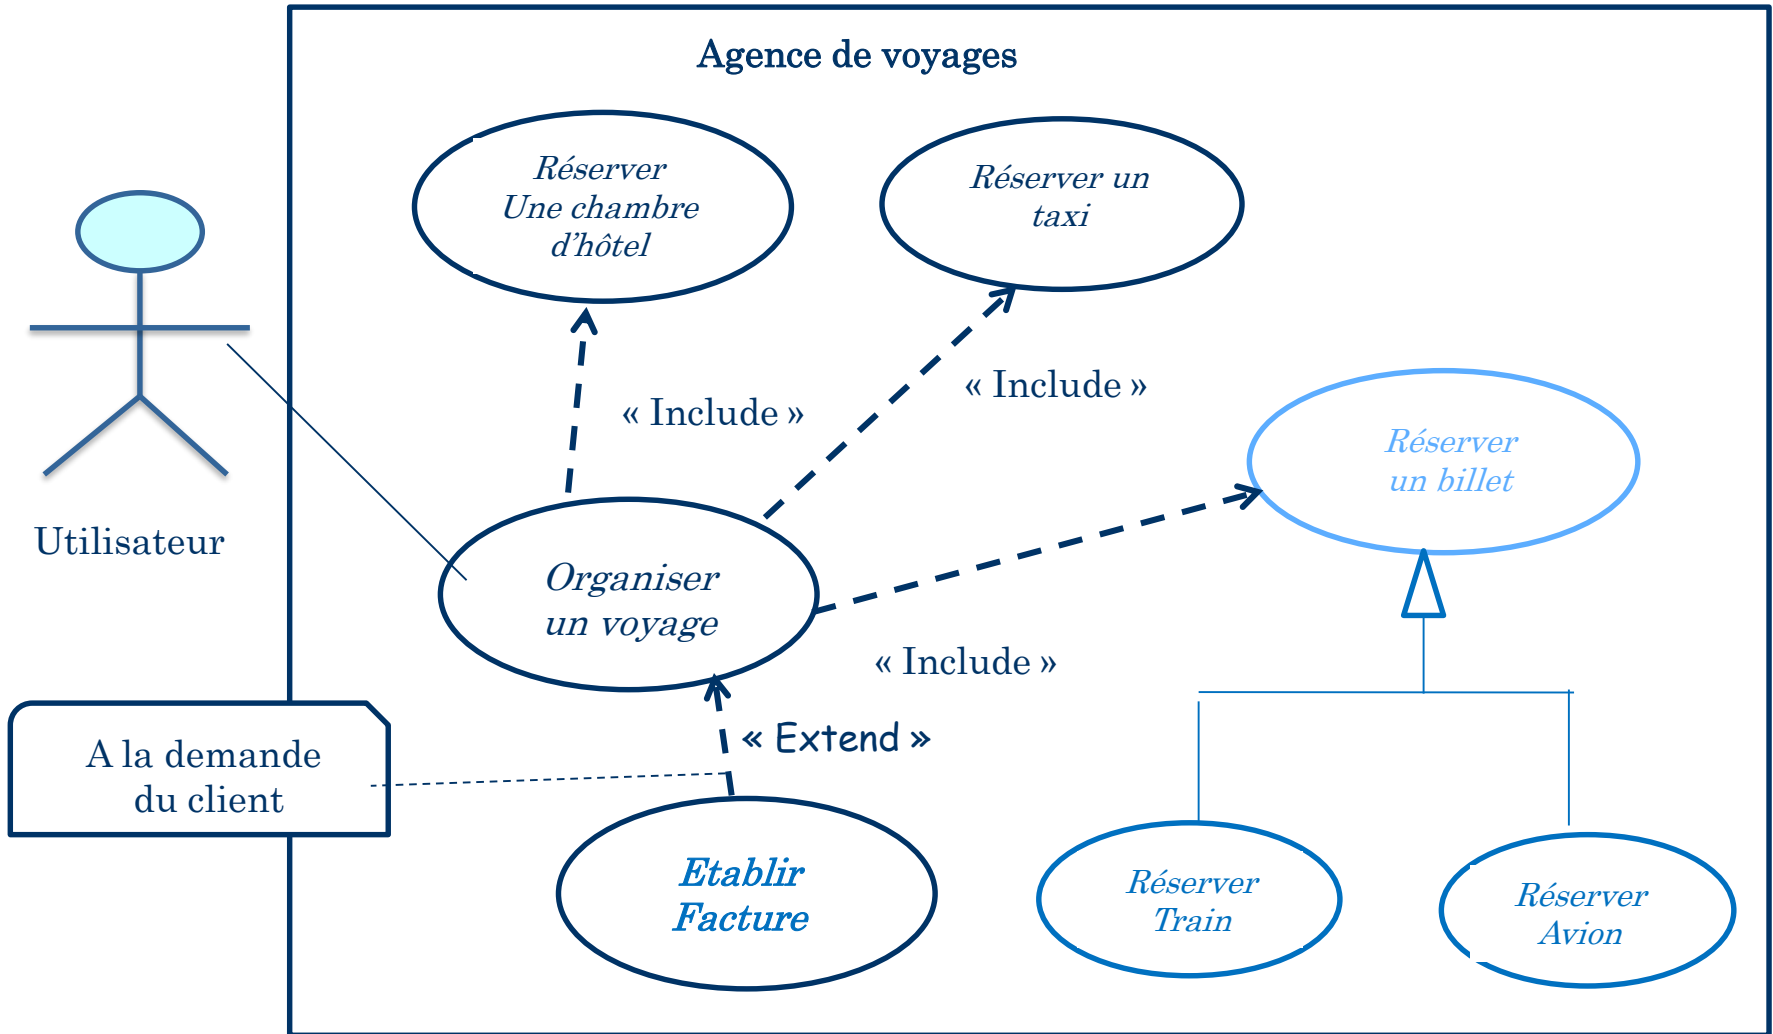 Agence de voyages
Réserver
Une chambre
d'hôtel
Réserver un
taxi
« Include »
« Include »
Réserver
un billet
Utilisateur
Organiser
un voyage
« Include »
« Extend »
A la demande
du client
Etablir
Facture
Réserver
Train
Réserver
Avion